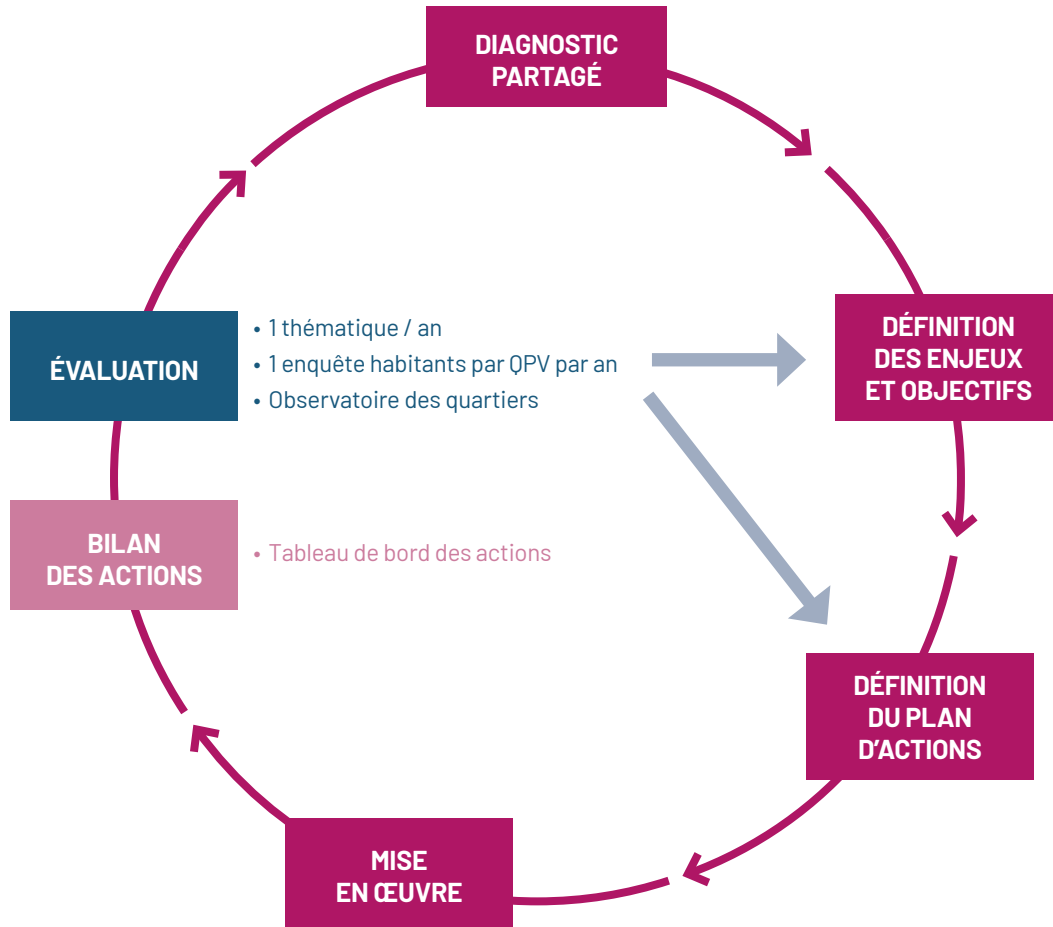 DIAGNOSTIC
PARTAGÉ
DÉFINITION
DES ENJEUX
ET OBJECTIFS
DÉFINITION
DU PLAN
D’ACTIONS
MISE
EN ŒUVRE
BILAN
DES ACTIONS
• Tableau de bord des actions
ÉVALUATION
• 1 thématique / an
• 1 enquête habitants par QPV par an
• Observatoire des quartiers